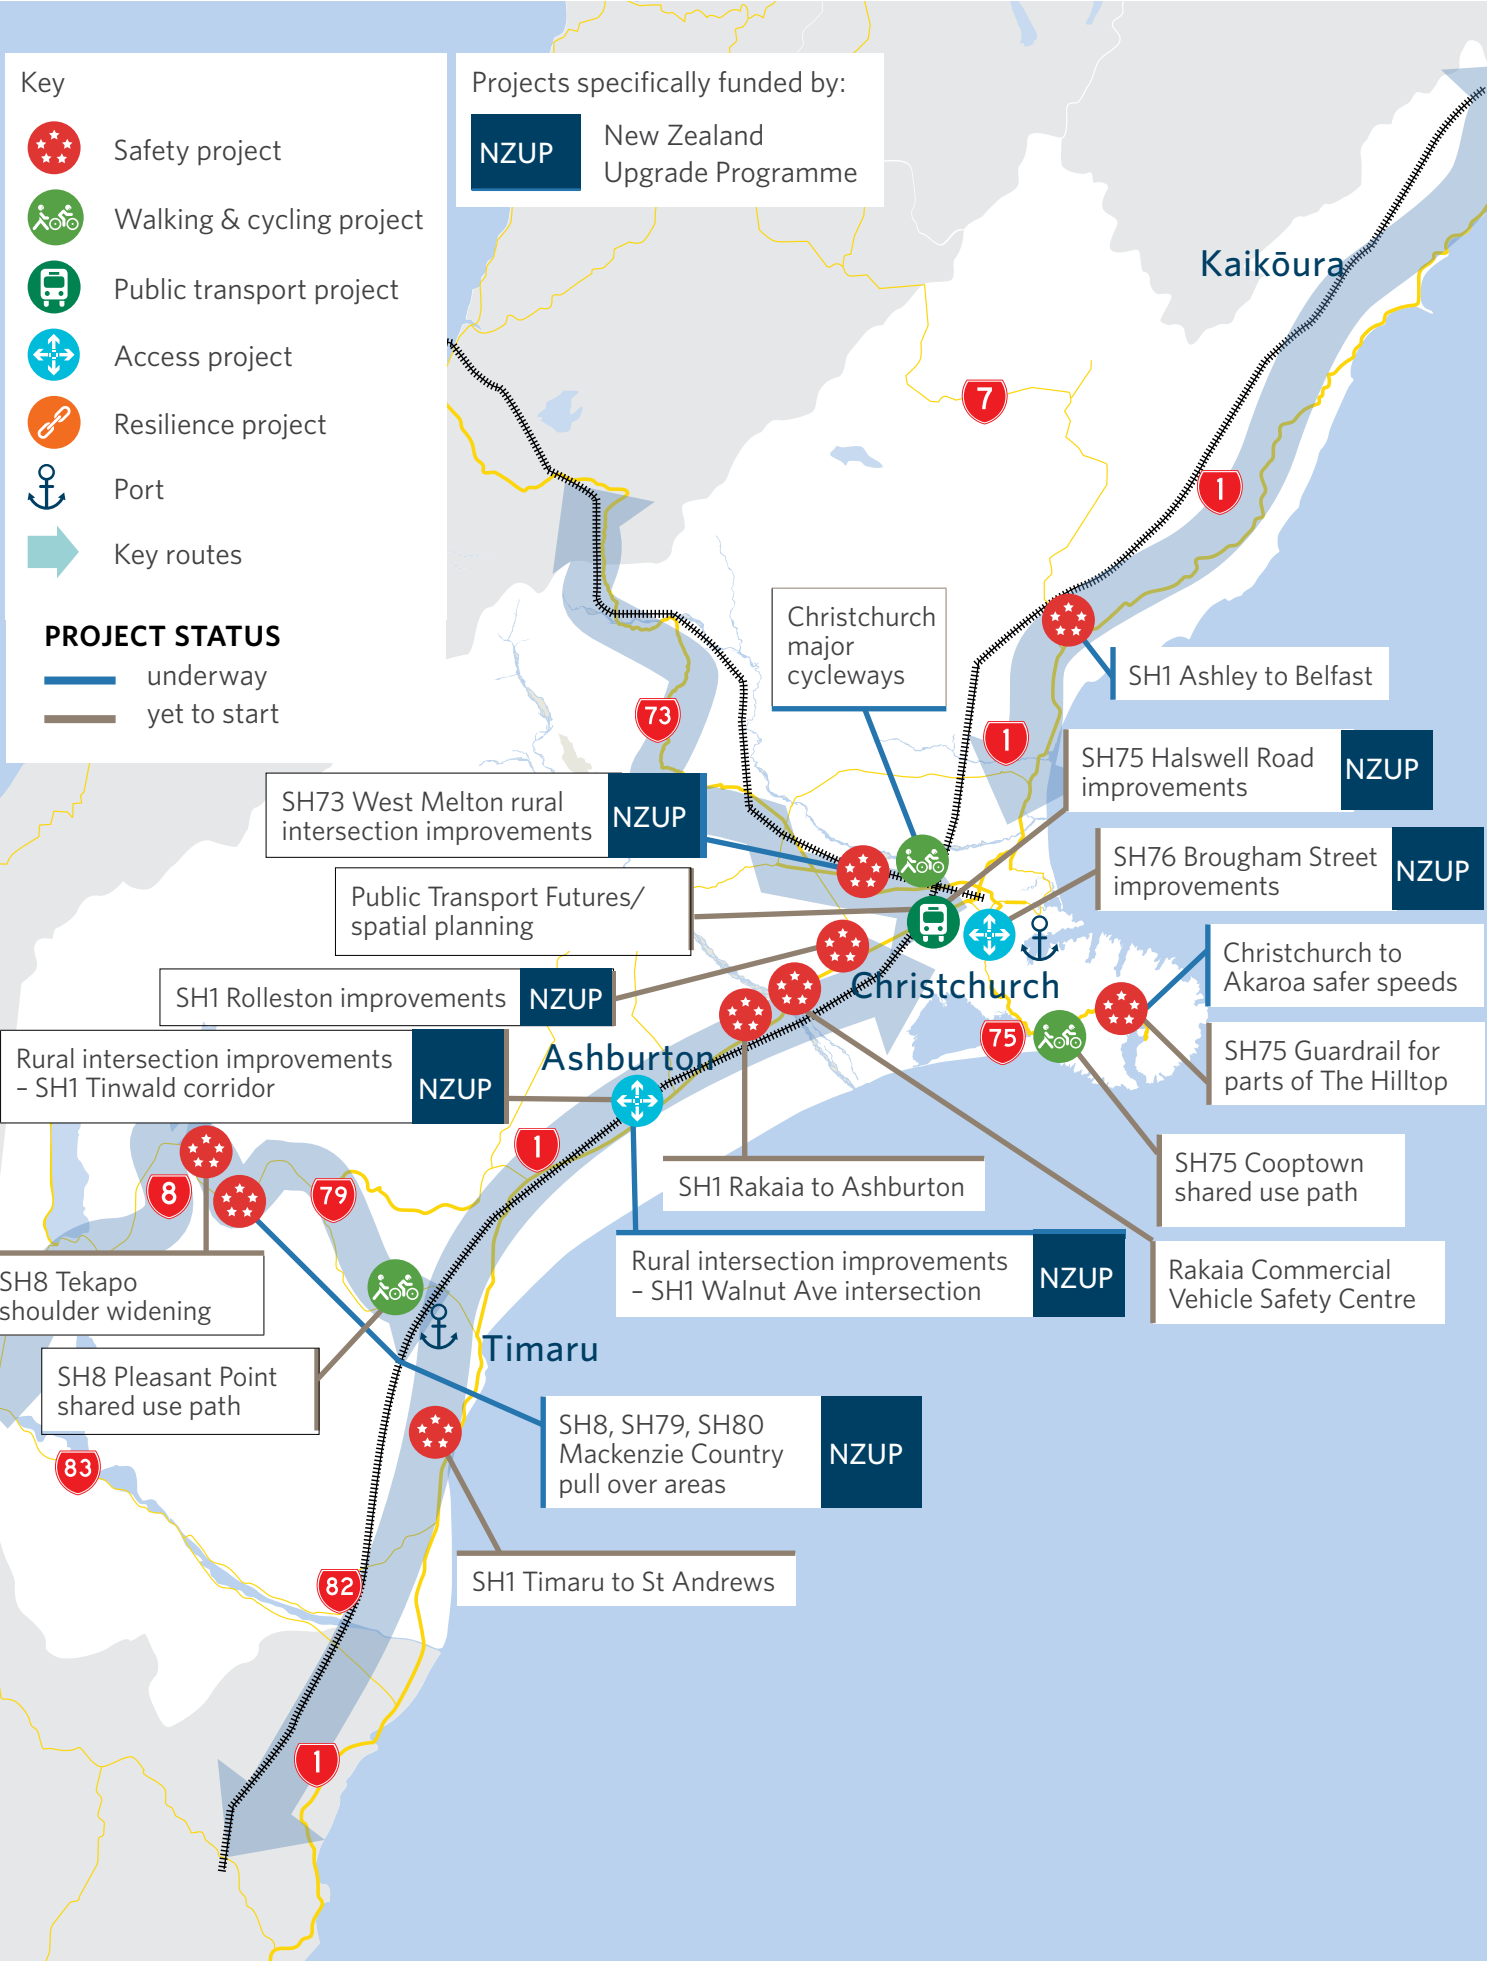 Key
Safety project
Walking & cycling project
Public transport project
Access project
Resilience project
Port
Key routes
PROJECT STATUS
underway
yet to start
Projects specifically funded by:
NZUP
New Zealand
Upgrade Programme
Kaikōura
7
1
Christchurch
major
cycleways
SH1 Ashley to Belfast
73
1
SH75 Halswell Road
improvements
NZUP
SH73 West Melton rural
intersection improvements
NZUP
SH76 Brougham Street
improvements
NZUP
Public Transport Futures/
spatial planning
Christchurch to
Akaroa safer speeds
SH1 Rolleston improvements
NZUP
Christchurch
75
SH75 Guardrail for
parts of The Hilltop
Rural intersection improvements
– SH1 Tinwald corridor
NZUP
Ashburton
1
8
79
SH1 Rakaia to Ashburton
SH75 Cooptown
shared use path
SH8 Tekapo
shoulder widening
Rural intersection improvements
– SH1 Walnut Ave intersection
NZUP
Rakaia Commercial
Vehicle Safety Centre
Timaru
SH8 Pleasant Point
shared use path
SH8, SH79, SH80
Mackenzie Country
pull over areas
NZUP
83
SH1 Timaru to St Andrews
82
1